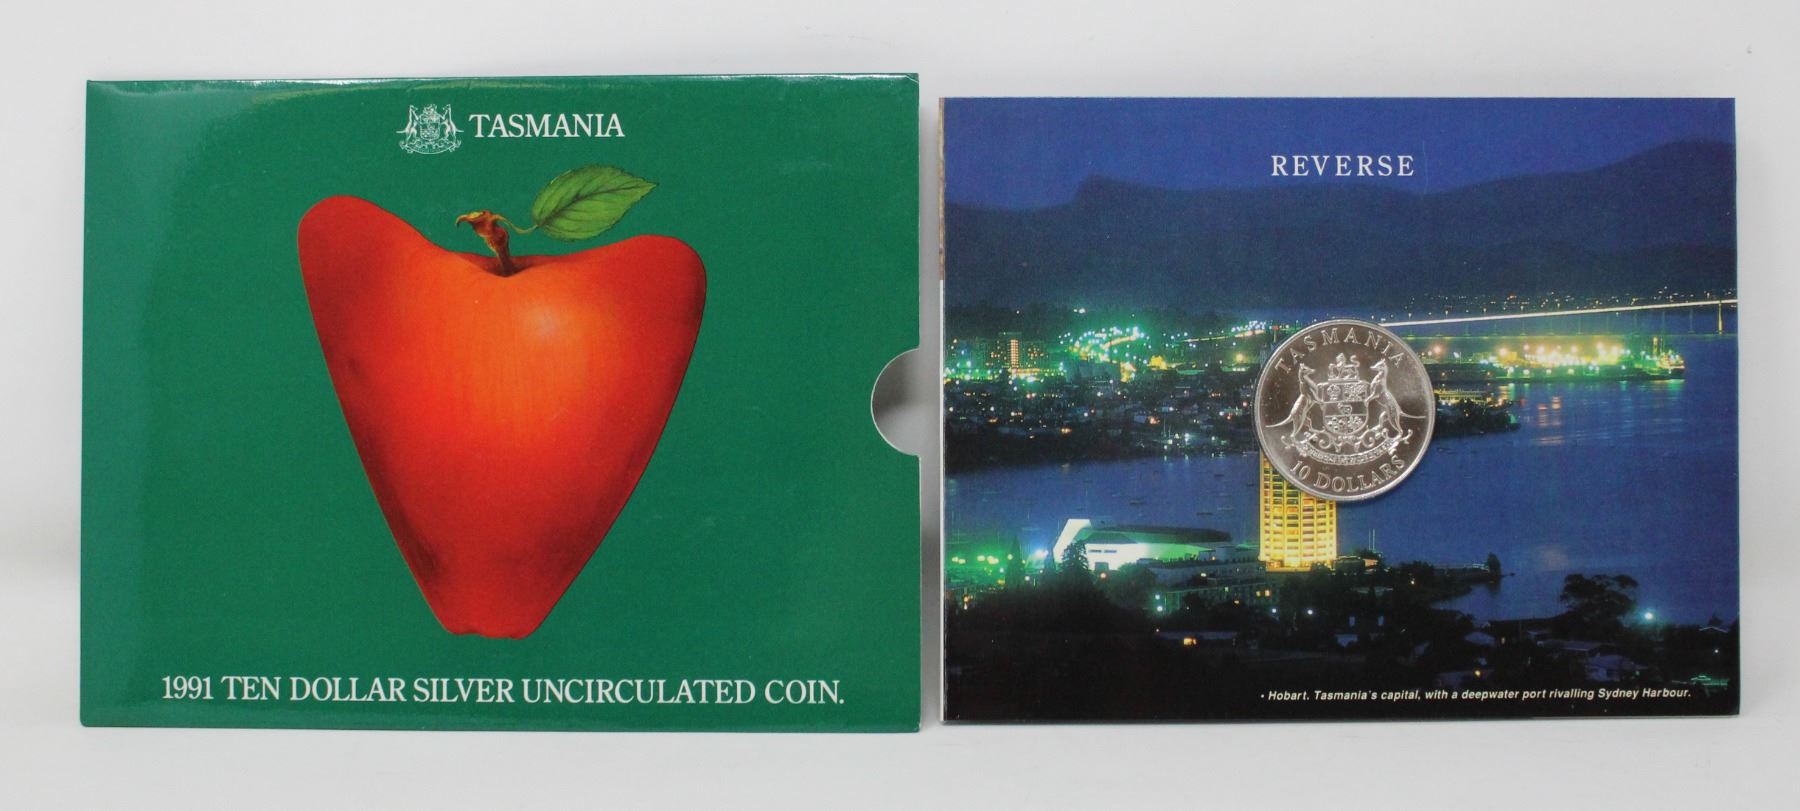 TASMANIA
1991 TEN DOLLAR SILVER UNCIRCULATED COIN.
REVERSE
TASMANIA
10 DOLLARS
• Hobart. Tasmania's capital, with a deepwater port rivalling Sydney Harbour.